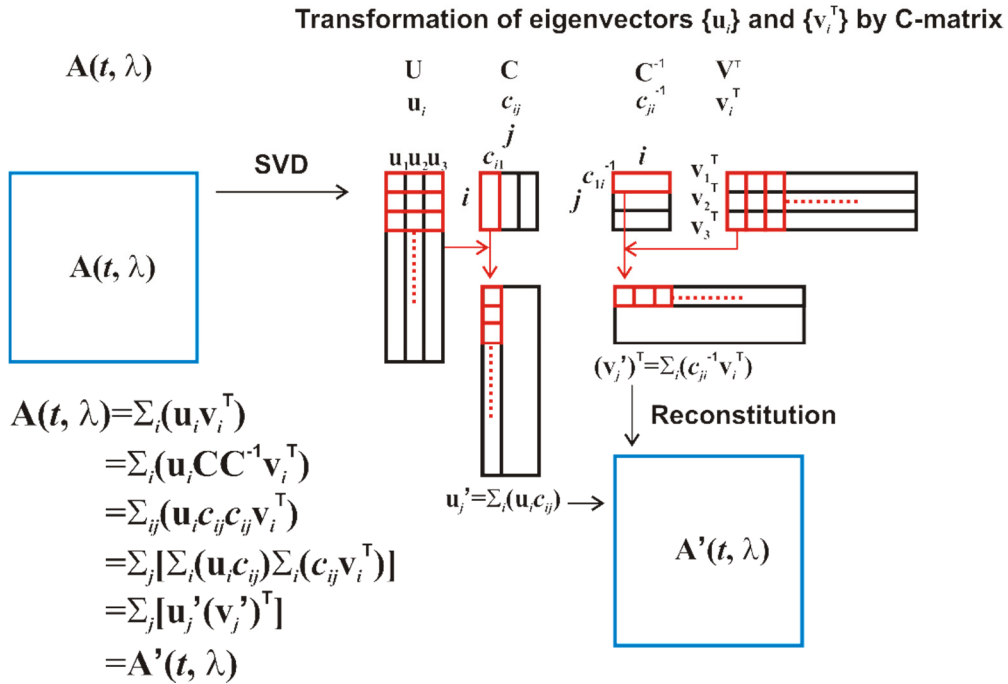 Transformation of eigenvectors {uᵢ} and {vᵢᵀ} by C-matrix
A(t, λ)
U C C⁻¹ Vᵀ
uᵢ cᵢⱼ cⱼᵢ⁻¹ vᵢᵀ
j
SVD
u₁u₂u₃
cᵢ₁
i
i
c₁ᵢ⁻¹
j
v₁ᵀ
v₂ᵀ
v₃ᵀ
A(t, λ)
(vⱼ’)ᵀ=Σᵢ(cⱼᵢ⁻¹vᵢᵀ)
Reconstitution
uⱼ’=Σᵢ(uᵢcᵢⱼ)
A’(t, λ)
A(t, λ)=Σᵢ(uᵢvᵢᵀ)
=Σᵢ(uᵢCC⁻¹vᵢᵀ)
=Σᵢⱼ(uᵢcᵢⱼcᵢⱼvᵢᵀ)
=Σⱼ[Σᵢ(uᵢcᵢⱼ)Σᵢ(cᵢⱼvᵢᵀ)]
=Σⱼ[uⱼ’(vⱼ’)ᵀ]
=A’(t, λ)